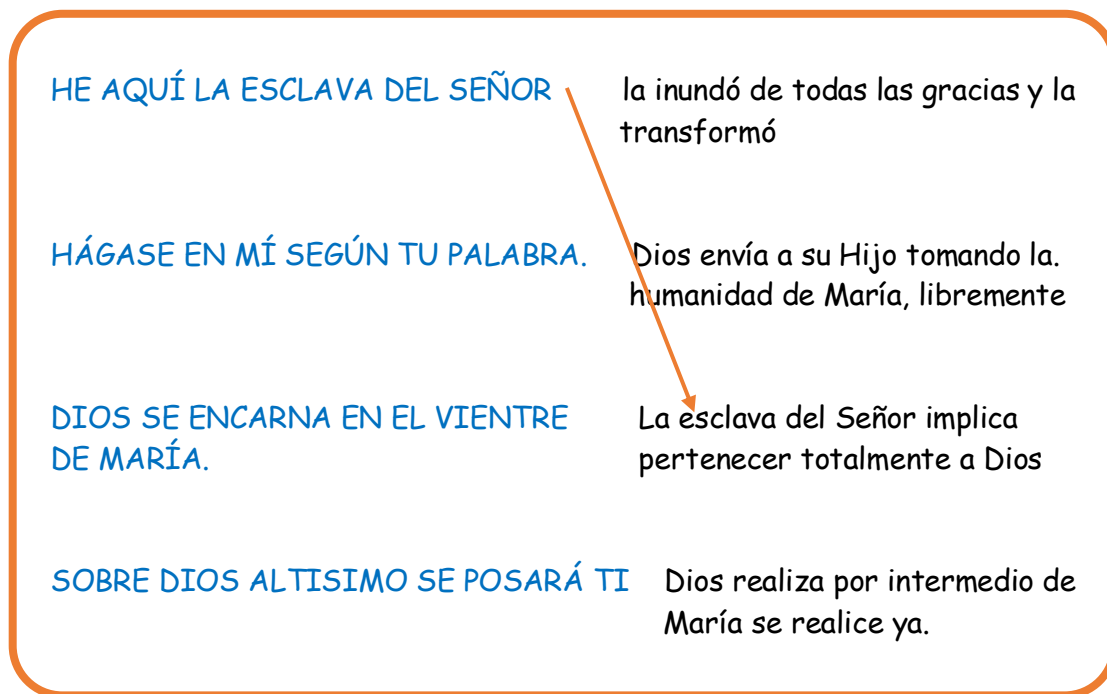 HE AQUÍ LA ESCLAVA DEL SEÑOR
la inundó de todas las gracias y la
transformó
HÁGASE EN MÍ SEGÚN TU PALABRA.
Dios envía a su Hijo tomando la.
humanidad de María, libremente
DIOS SE ENCARNA EN EL VIENTRE
DE MARÍA.
La esclava del Señor implica
pertenecer totalmente a Dios
SOBRE DIOS ALTISIMO SE POSARÁ TI
Dios realiza por intermedio de
María se realice ya.